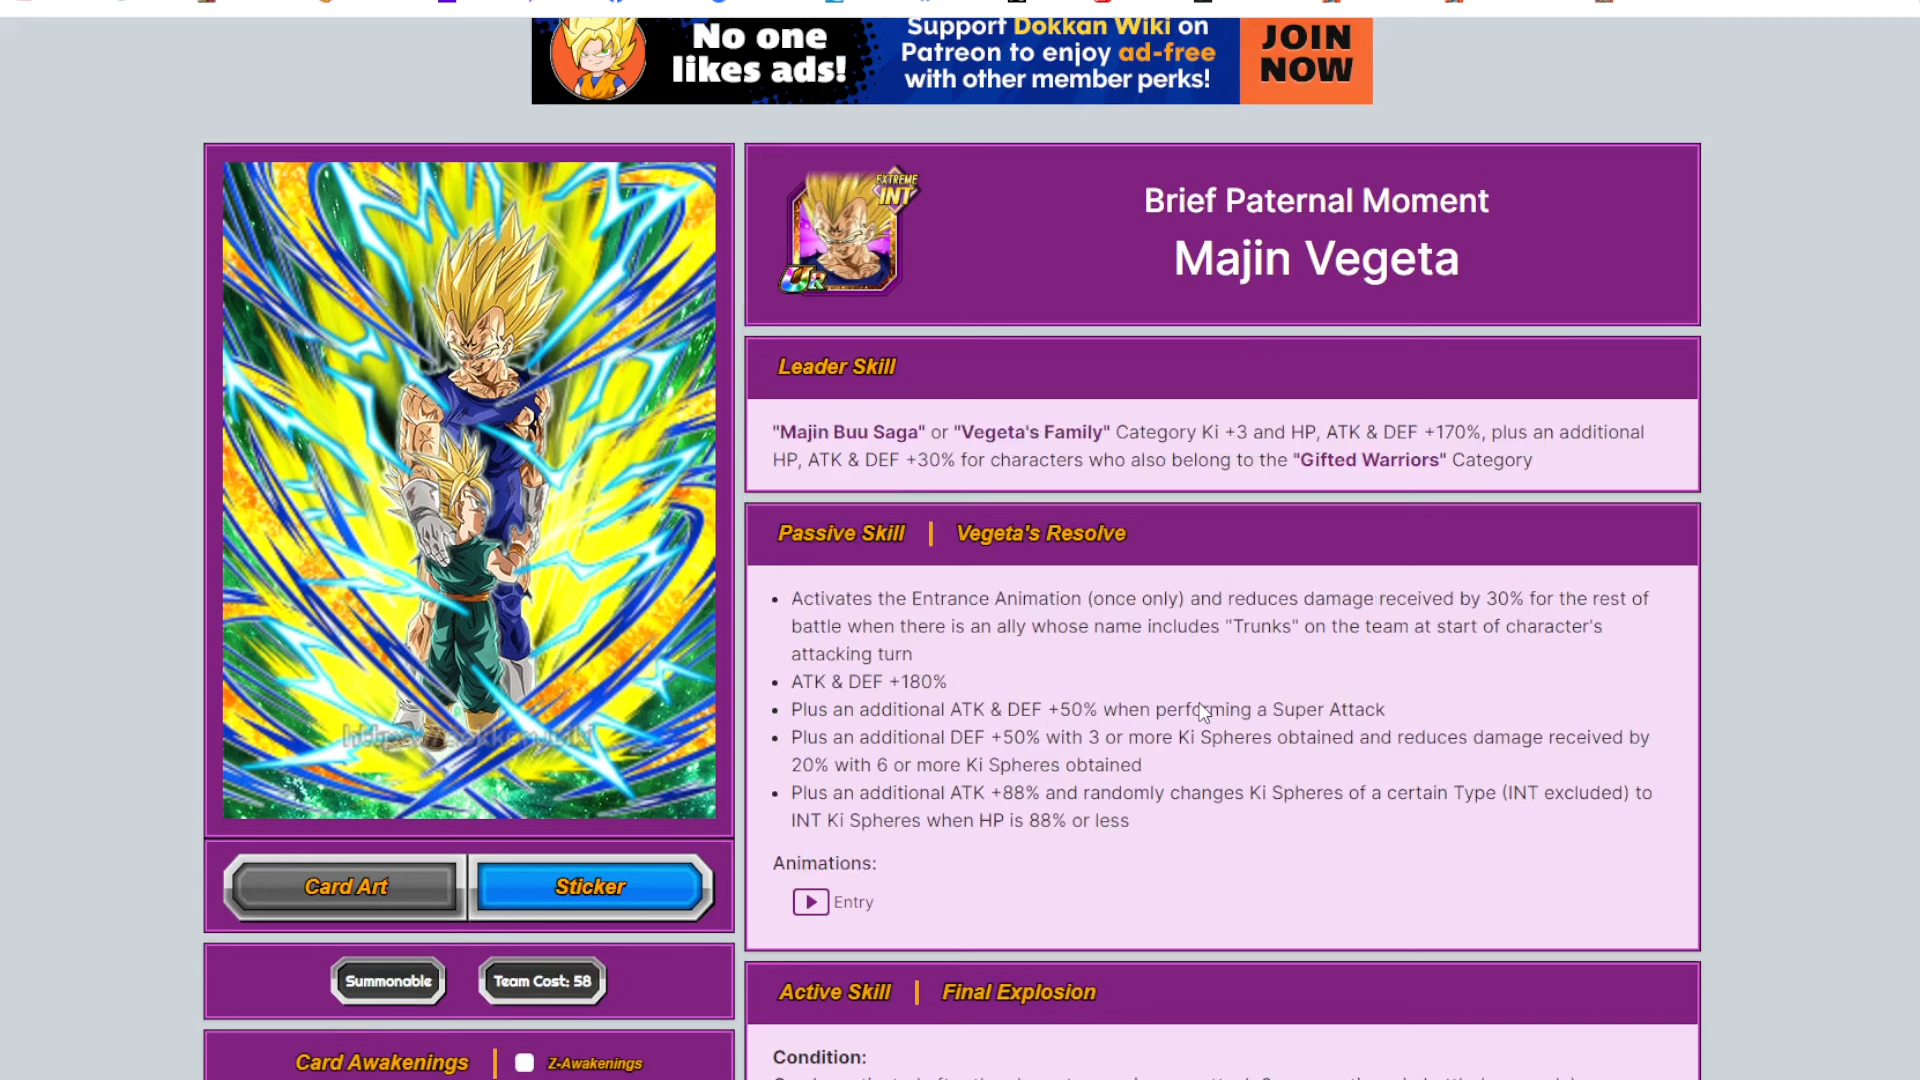 No one
likes ads!
Support Dokkan Wiki on
Patreon to enjoy ad-free
with other member perks!
JOIN
NOW
EXTREME
INT
UR
Brief Paternal Moment
Majin Vegeta
Leader Skill
"Majin Buu Saga" or "Vegeta's Family" Category Ki +3 and HP, ATK & DEF +170%, plus an additional
HP, ATK & DEF +30% for characters who also belong to the "Gifted Warriors" Category
Passive Skill | Vegeta's Resolve
• Activates the Entrance Animation (once only) and reduces damage received by 30% for the rest of
battle when there is an ally whose name includes "Trunks" on the team at start of character's
attacking turn
• ATK & DEF +180%
• Plus an additional ATK & DEF +50% when performing a Super Attack
• Plus an additional DEF +50% with 3 or more Ki Spheres obtained and reduces damage received by
20% with 6 or more Ki Spheres obtained
• Plus an additional ATK +88% and randomly changes Ki Spheres of a certain Type (INT excluded) to
INT Ki Spheres when HP is 88% or less
Animations:
Entry
Card Art
Sticker
Summonable
Team Cost: 58
Card Awakenings | Z-Awakenings
Active Skill | Final Explosion
Condition: